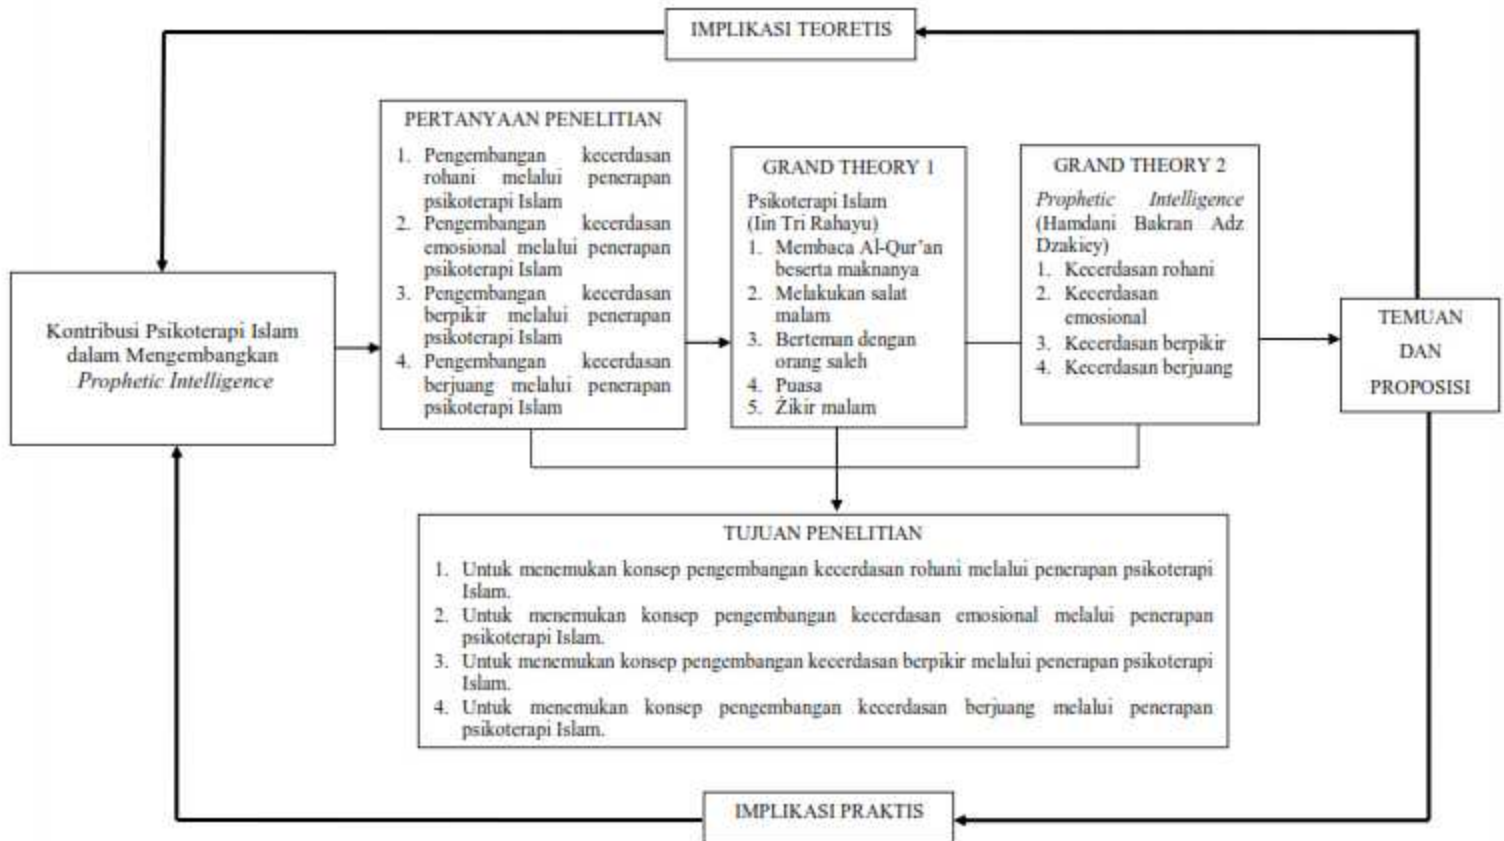 IMPLIKASI TEORETIS
PERTANYAAN PENELITIAN
1. Pengembangan kecerdasan
rohani melalui penerapan
psikoterapi Islam
2. Pengembangan kecerdasan
emosional melalui penerapan
psikoterapi Islam
3. Pengembangan kecerdasan
berpikir melalui penerapan
psikoterapi Islam
4. Pengembangan kecerdasan
berjuang melalui penerapan
psikoterapi Islam
GRAND THEORY 1
Psikoterapi Islam
(Iin Tri Rahayu)
1. Membaca Al-Qur’an
beserta maknanya
2. Melakukan salat
malam
3. Berteman dengan
orang saleh
4. Puasa
5. Żikir malam
GRAND THEORY 2
Prophetic Intelligence
(Hamdani Bakran Adz
Dzakiey)
1. Kecerdasan rohani
2. Kecerdasan
emosional
3. Kecerdasan berpikir
4. Kecerdasan berjuang
Kontribusi Psikoterapi Islam
dalam Mengembangkan
Prophetic Intelligence
TEMUAN
DAN
PROPOSISI
TUJUAN PENELITIAN
1. Untuk menemukan konsep pengembangan kecerdasan rohani melalui penerapan psikoterapi
Islam.
2. Untuk menemukan konsep pengembangan kecerdasan emosional melalui penerapan
psikoterapi Islam.
3. Untuk menemukan konsep pengembangan kecerdasan berpikir melalui penerapan psikoterapi
Islam.
4. Untuk menemukan konsep pengembangan kecerdasan berjuang melalui penerapan
psikoterapi Islam.
IMPLIKASI PRAKTIS